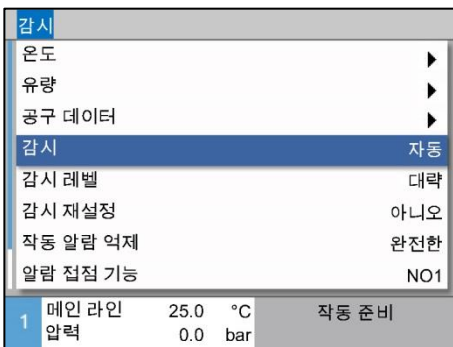 감시
온도
유량
공구 데이터
감시 자동
감시 레벨 대략
감시 재설정 아니오
작동 알람 억제 완전한
알람 접점 기능 NO1
1 메인 라인 25.0 °C 작동 준비
압력 0.0 bar